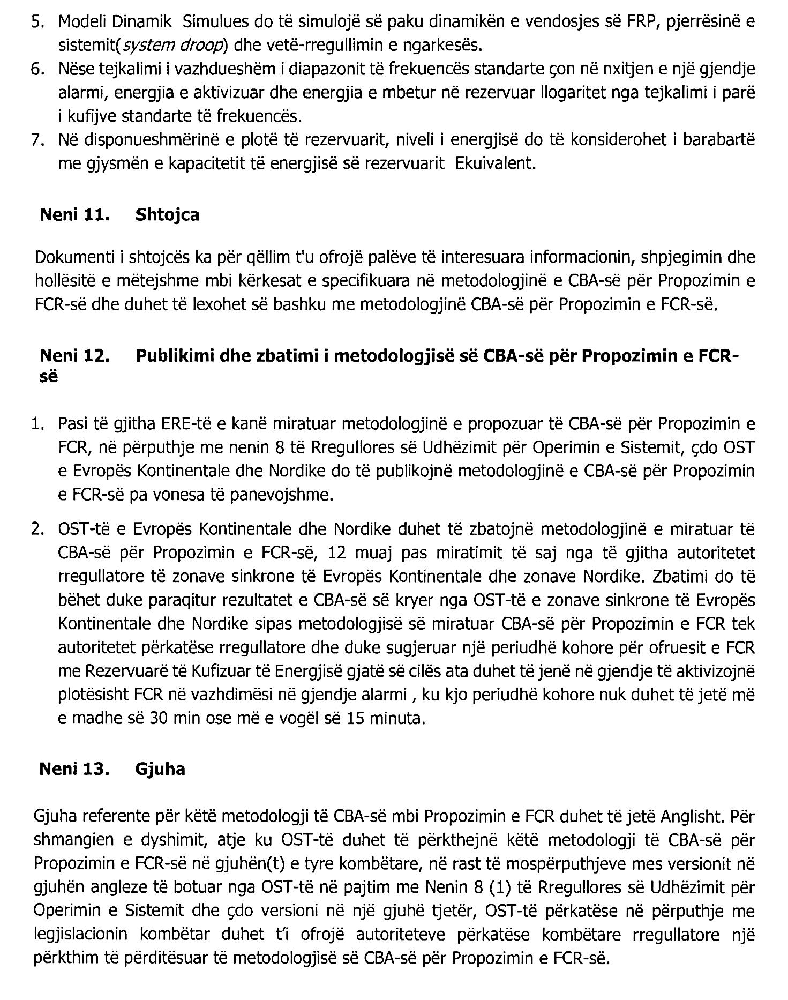 5. Modeli Dinamik Simulues do të simulojë së paku dinamikën e vendosjes së FRP, pjerrësinë e
sistemit(system droop) dhe vetë-rregullimin e ngarkesës.
6. Nëse tejkalimi i vazhdueshëm i diapazonit të frekuencës standarte çon në nxitjen e një gjendje
alarmi, energjia e aktivizuar dhe energjia e mbetur në rezervuar llogaritet nga tejkalimi i parë
i kufijve standarte të frekuencës.
7. Në disponueshmërinë e plotë të rezervuarit, niveli i energjisë do të konsiderohet i barabartë
me gjysmën e kapacitetit të energjisë së rezervuarit Ekuivalent.
Neni 11. Shtojca
Dokumenti i shtojcës ka për qëllim t'u ofrojë palëve të interesuara informacionin, shpjegimin dhe
hollësitë e mëtejshme mbi kërkesat e specifikuara në metodologjinë e CBA-së për Propozimin e
FCR-së dhe duhet të lexohet së bashku me metodologjinë CBA-së për Propozimin e FCR-së.
Neni 12. Publikimi dhe zbatimi i metodologjisë së CBA-së për Propozimin e FCR-
së
1. Pasi të gjitha ERE-të e kanë miratuar metodologjinë e propozuar të CBA-së për Propozimin e
FCR, në përputhje me nenin 8 të Rregullores së Udhëzimit për Operimin e Sistemit, çdo OST
e Evropës Kontinentale dhe Nordike do të publikojnë metodologjinë e CBA-së për Propozimin
e FCR-së pa vonesa të panevojshme.
2. OST-të e Evropës Kontinentale dhe Nordike duhet të zbatojnë metodologjinë e miratuar të
CBA-së për Propozimin e FCR-së, 12 muaj pas miratimit të saj nga të gjitha autoritetet
rregullatore të zonave sinkrone të Evropës Kontinentale dhe zonave Nordike. Zbatimi do të
bëhet duke paraqitur rezultatet e CBA-së së kryer nga OST-të e zonave sinkrone të Evropës
Kontinentale dhe Nordike sipas metodologjisë së miratuar CBA-së për Propozimin e FCR tek
autoritetet përkatëse rregullatore dhe duke sugjeruar një periudhë kohore për ofruesit e FCR
me Rezervuarë të Kufizuar të Energjisë gjatë së cilës ata duhet të jenë në gjendje të aktivizojnë
plotësisht FCR në vazhdimësi në gjendje alarmi , ku kjo periudhë kohore nuk duhet të jetë më
e madhe së 30 min ose më e vogël së 15 minuta.
Neni 13. Gjuha
Gjuha referente për këtë metodologji të CBA-së mbi Propozimin e FCR duhet të jetë Anglisht. Për
shmangien e dyshimit, atje ku OST-të duhet të përkthejnë këtë metodologji të CBA-së për
Propozimin e FCR-së në gjuhën(t) e tyre kombëtare, në rast të mospërputhjeve mes versionit në
gjuhën angleze të botuar nga OST-të në pajtim me Nenin 8 (1) të Rregullores së Udhëzimit për
Operimin e Sistemit dhe çdo versioni në një gjuhë tjetër, OST-të përkatëse në përputhje me
legjislacionin kombëtar duhet t'i ofrojë autoriteteve përkatëse kombëtare rregullatore një
përkthim të përditësuar të metodologjisë së CBA-së për Propozimin e FCR-së.